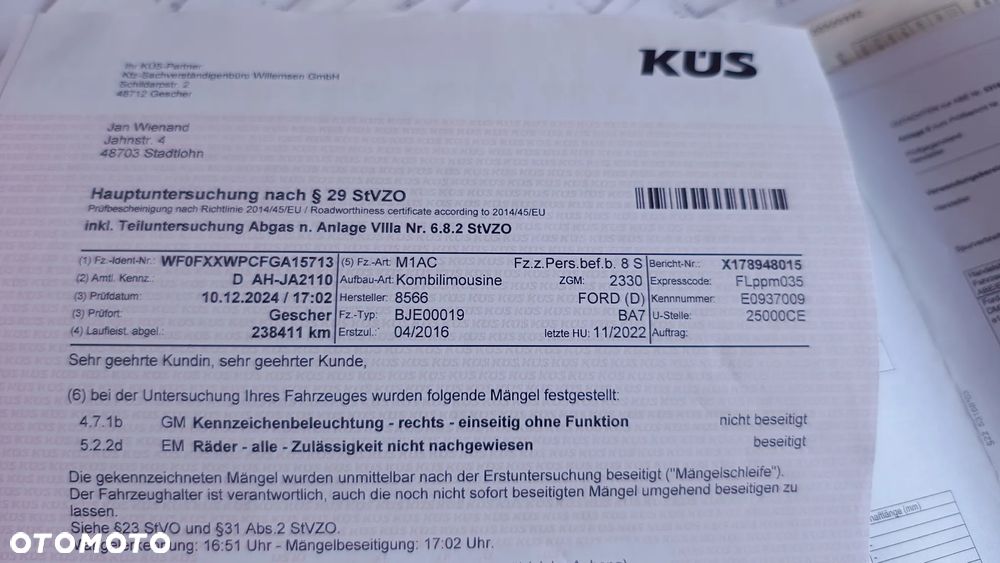 KÜS
Ihr KÜS-Partner
Kfz-Sachverständigenbüro Willemsen GmbH
Schildarpstr. 2
48712 Gescher
Jan Wienand
Jahnstr. 4
48703 Stadtlohn
Hauptuntersuchung nach § 29 StVZO
Prüfbescheinigung nach Richtlinie 2014/45/EU / Roadworthiness certificate according to 2014/45/EU
inkl. Teiluntersuchung Abgas n. Anlage VIIIa Nr. 6.8.2 StVZO
(1) Fz.-Ident-Nr.: WF0FXXWPCFGA15713 (5) Fz.-Art: M1AC Fz.z.Pers.bef.b. 8 S Bericht-Nr.: X178948015
(2) Amtl. Kennz.: D AH-JA2110 Aufbau-Art: Kombilimousine ZGM: 2330 Expresscode: FLppm035
(3) Prüfdatum: 10.12.2024 / 17:02 Hersteller: 8566 FORD (D) Kennnummer: E0937009
(3) Prüfort: Gescher Fz.-Typ: BJE00019 BA7 U-Stelle: 25000CE
(4) Laufleist. abgel.: 238411 km Erstzul.: 04/2016 letzte HU: 11/2022 Auftrag:
Sehr geehrte Kundin, sehr geehrter Kunde,
(6) bei der Untersuchung Ihres Fahrzeuges wurden folgende Mängel festgestellt:
4.7.1b GM Kennzeichenbeleuchtung - rechts - einseitig ohne Funktion nicht beseitigt
5.2.2d EM Räder - alle - Zulässigkeit nicht nachgewiesen beseitigt
Die gekennzeichneten Mängel wurden unmittelbar nach der Erstuntersuchung beseitigt ("Mängelschleife").
Der Fahrzeughalter ist verantwortlich, auch die noch nicht sofort beseitigten Mängel umgehend beseitigen zu
lassen.
Siehe §23 StVO und §31 Abs.2 StVZO.
16:51 Uhr - Mängelbeseitigung: 17:02 Uhr.
OTOMOTO